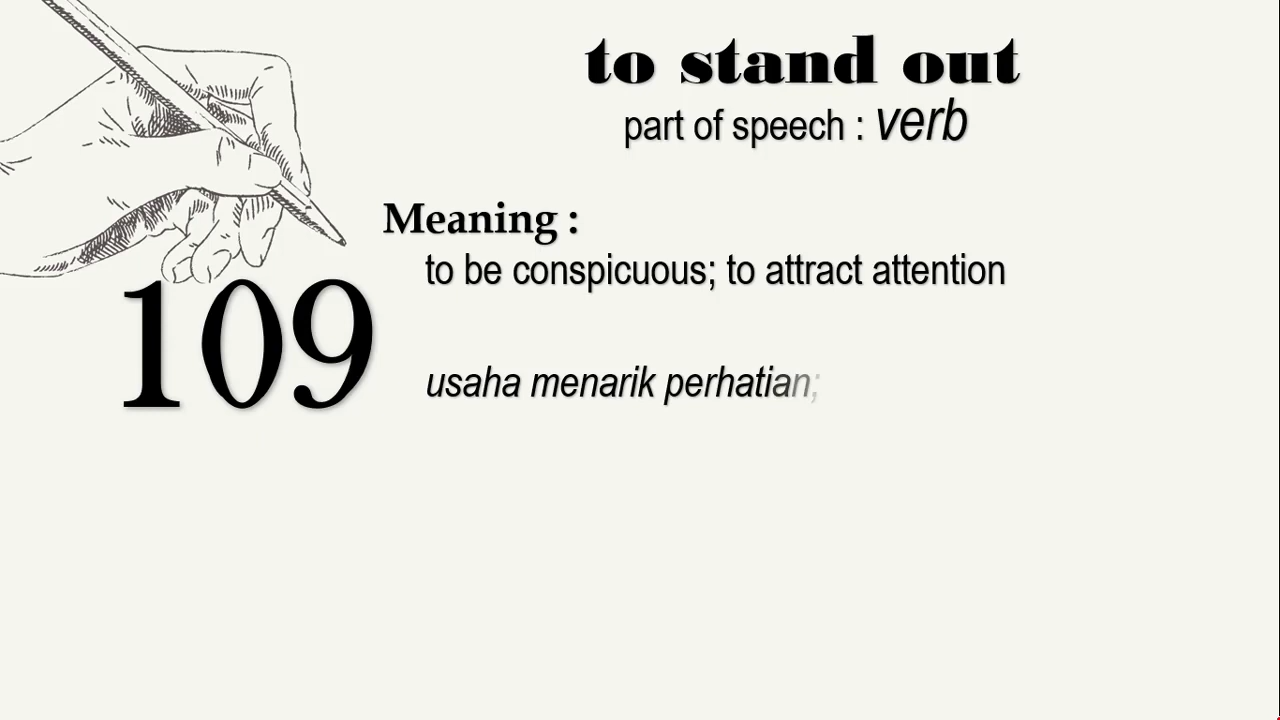 to stand out
part of speech : verb
Meaning :
to be conspicuous; to attract attention
109
usaha menarik perhatian;